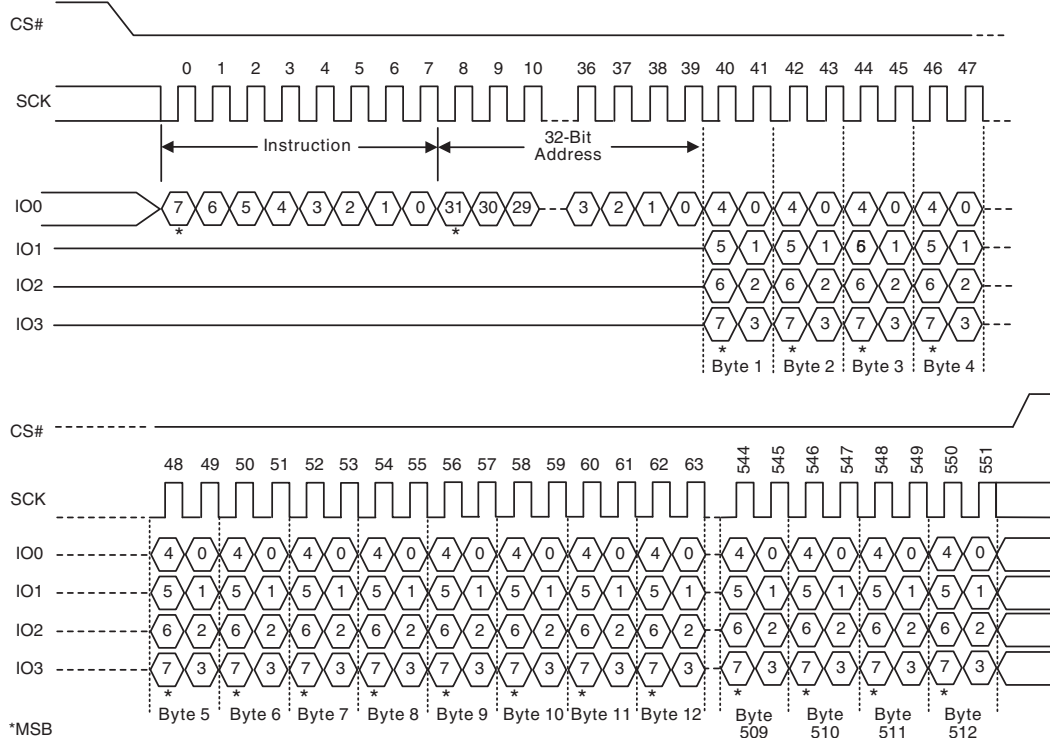 CS#
0 1 2 3 4 5 6 7 8 9 10 36 37 38 39 40 41 42 43 44 45 46 47
SCK
Instruction
32-Bit
Address
IO0 7 6 5 4 3 2 1 0 31 30 29 3 2 1 0 4 0 4 0 4 0 4 0
* *
IO1 5 1 5 1 6 1 5 1
IO2 6 2 6 2 6 2 6 2
IO3 7 3 7 3 7 3 7 3
* * * *
Byte 1 Byte 2 Byte 3 Byte 4
CS#
48 49 50 51 52 53 54 55 56 57 58 59 60 61 62 63 544 545 546 547 548 549 550 551
SCK
IO0 4 0 4 0 4 0 4 0 4 0 4 0 4 0 4 0 4 0 4 0 4 0 4 0
IO1 5 1 5 1 5 1 5 1 5 1 5 1 5 1 5 1 5 1 5 1 5 1 5 1
IO2 6 2 6 2 6 2 6 2 6 2 6 2 6 2 6 2 6 2 6 2 6 2 6 2
IO3 7 3 7 3 7 3 7 3 7 3 7 3 7 3 7 3 7 3 7 3 7 3 7 3
* * * * * * * * * * * *
Byte 5 Byte 6 Byte 7 Byte 8 Byte 9 Byte 10 Byte 11 Byte 12 Byte Byte Byte Byte
*MSB 509 510 511 512